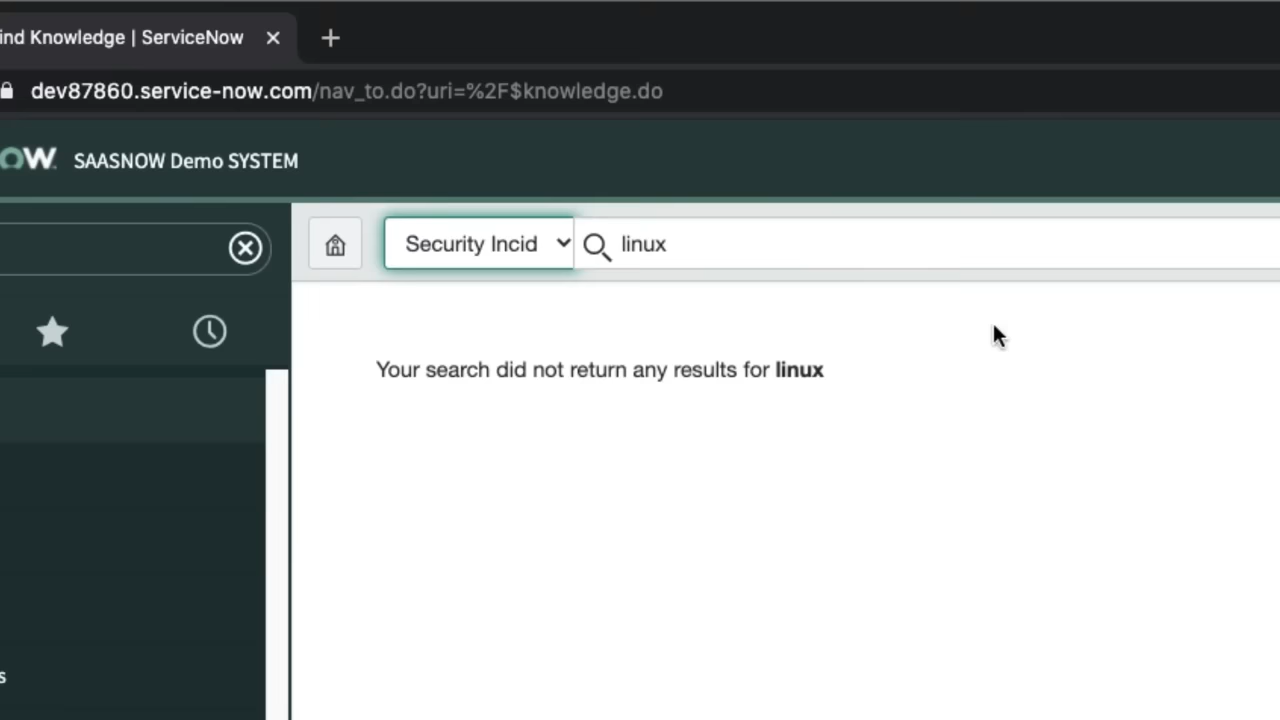 ind Knowledge | ServiceNow
dev87860.service-now.com/nav_to.do?uri=%2F$knowledge.do
OW. SAASNOW Demo SYSTEM
Security Incid
linux
Your search did not return any results for linux
s